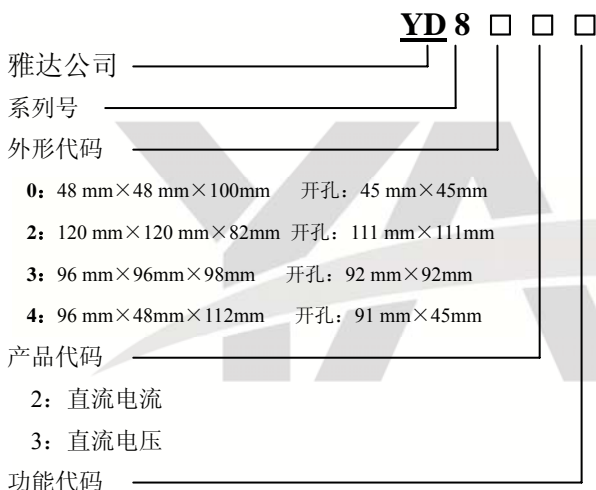 YD 8 □ □ □
雅达公司
系列号
外形代码
0：48 mm×48 mm×100mm 开孔：45 mm×45mm
2：120 mm×120 mm×82mm 开孔：111 mm×111mm
3：96 mm×96mm×98mm 开孔：92 mm×92mm
4：96 mm×48mm×112mm 开孔：91 mm×45mm
产品代码
2：直流电流
3：直流电压
功能代码